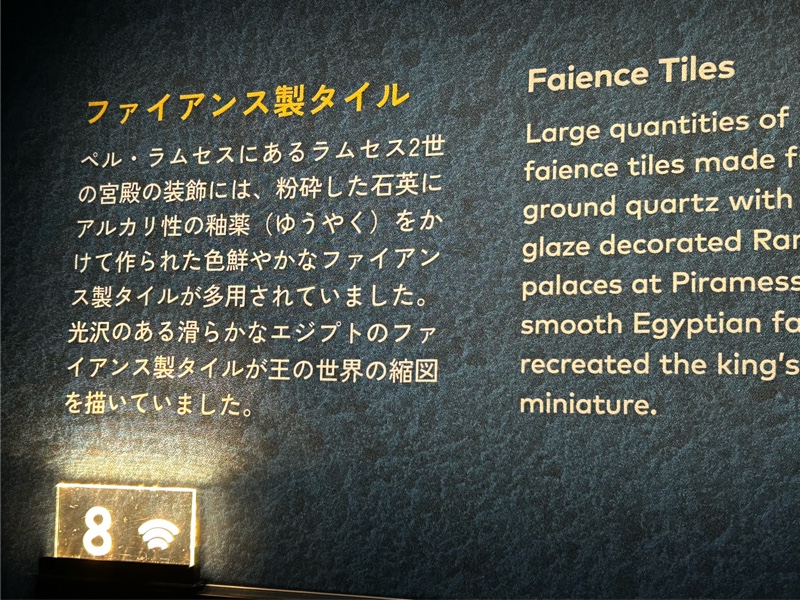 ファイアンス製タイル
ペル・ラムセスにあるラムセス2世
の宮殿の装飾には、粉砕した石英に
アルカリ性の釉薬（ゆうやく）をか
けて作られた色鮮やかなファイアン
ス製タイルが多用されていました。
光沢のある滑らかなエジプトのファ
イアンス製タイルが王の世界の縮図
を描いていました。
Faience Tiles
Large quantities of
faience tiles made
ground quartz with
glaze decorated
palaces at
smooth Egyptian
recreated the king's
miniature.
8